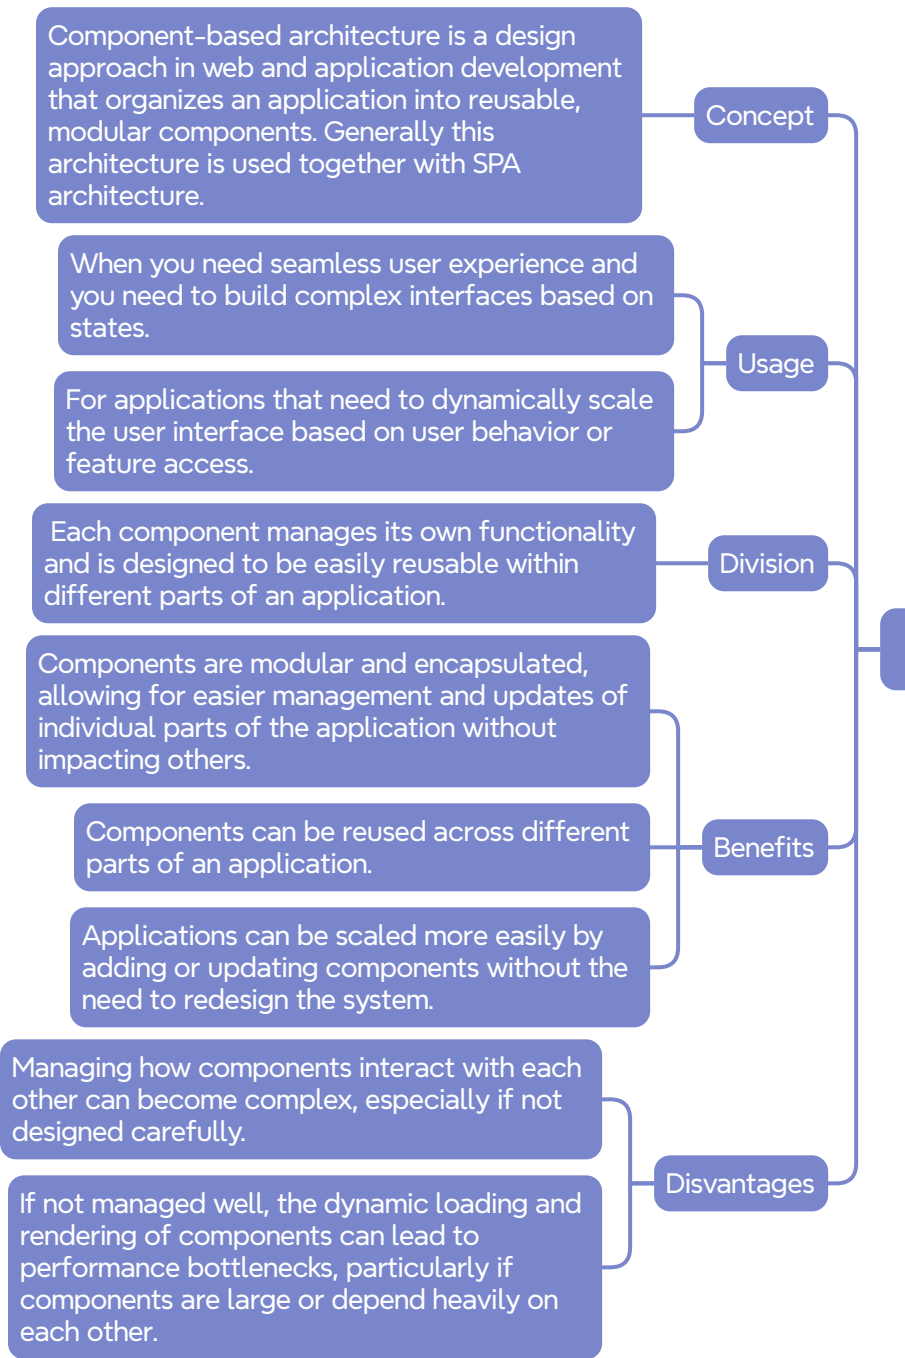 Component-based architecture is a design
approach in web and application development
that organizes an application into reusable,
modular components. Generally this
architecture is used together with SPA
architecture.
Concept
When you need seamless user experience and
you need to build complex interfaces based on
states.
Usage
For applications that need to dynamically scale
the user interface based on user behavior or
feature access.
Each component manages its own functionality
and is designed to be easily reusable within
different parts of an application.
Division
Components are modular and encapsulated,
allowing for easier management and updates of
individual parts of the application without
impacting others.
Components can be reused across different
parts of an application.
Benefits
Applications can be scaled more easily by
adding or updating components without the
need to redesign the system.
Managing how components interact with each
other can become complex, especially if not
designed carefully.
Disvantages
If not managed well, the dynamic loading and
rendering of components can lead to
performance bottlenecks, particularly if
components are large or depend heavily on
each other.